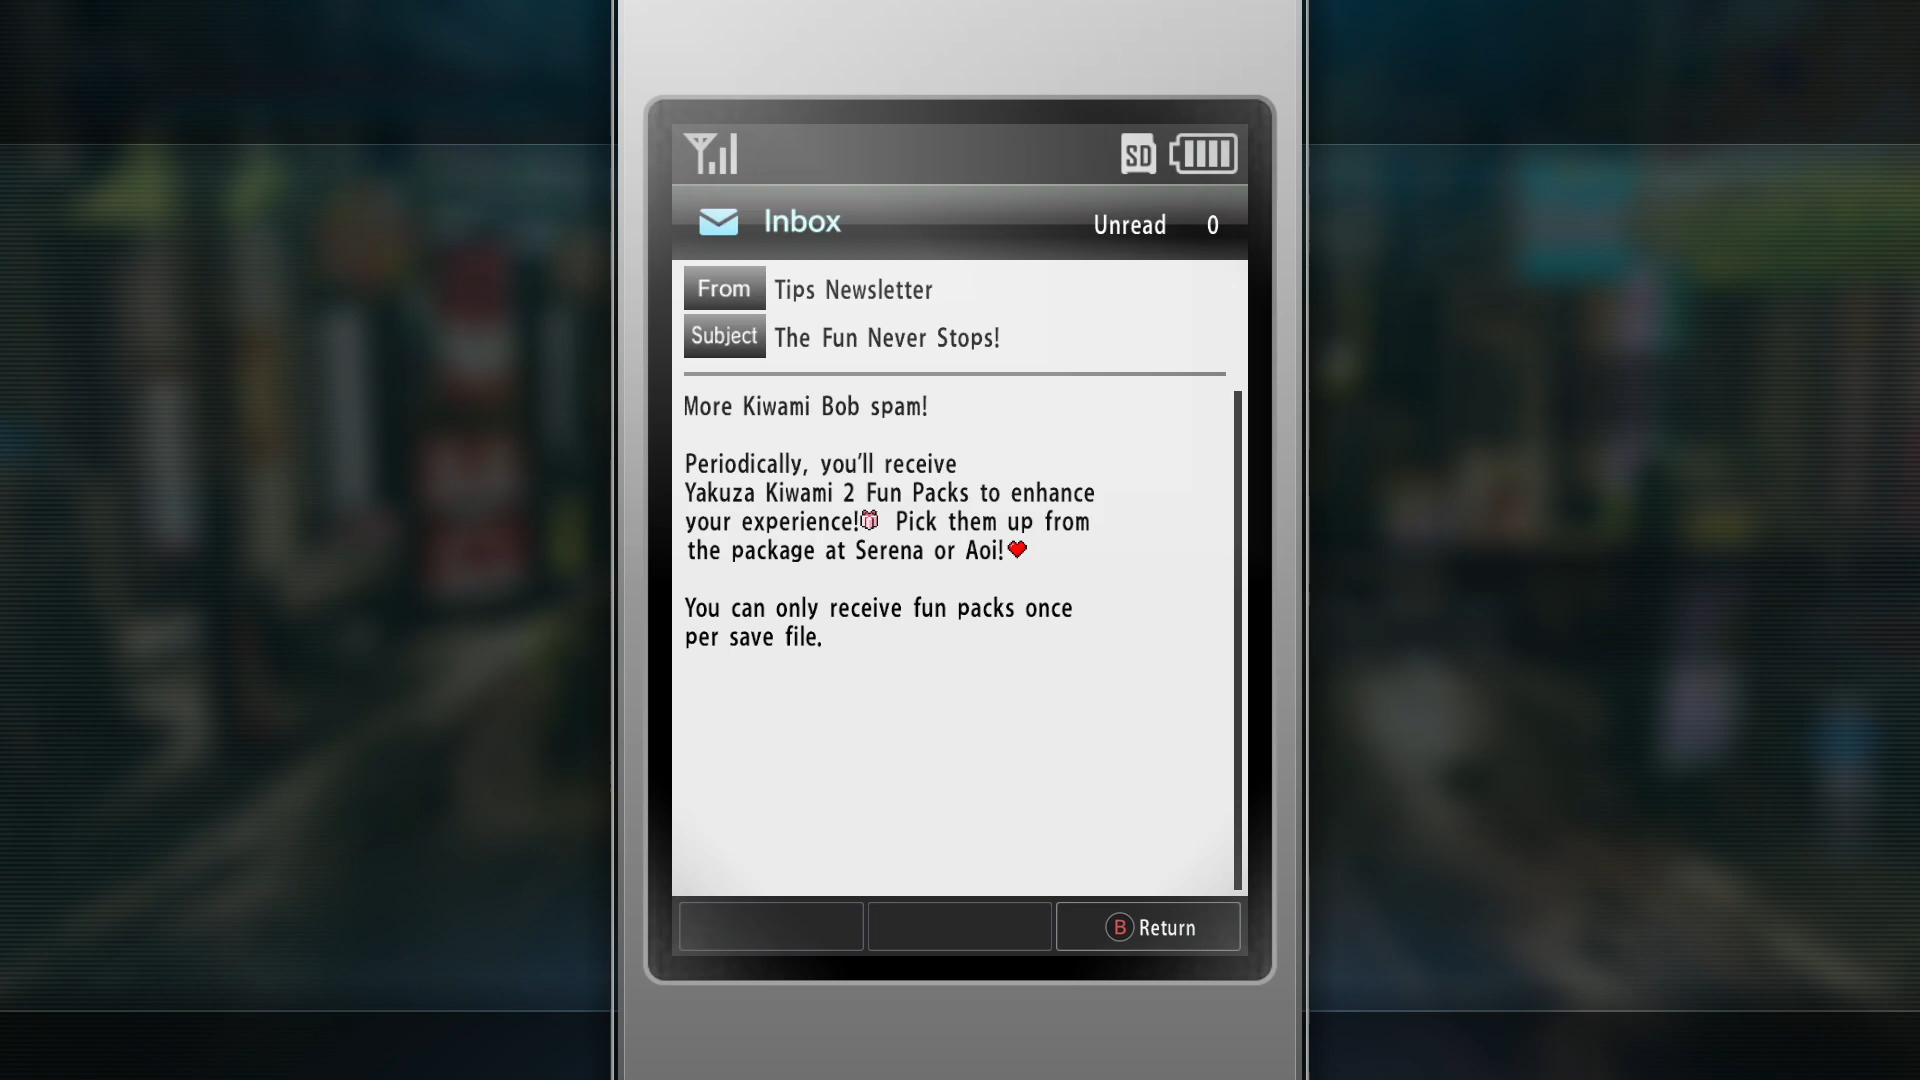 SD
Inbox
Unread 0
From Tips Newsletter
Subject The Fun Never Stops!
More Kiwami Bob spam!
Periodically, you'll receive
Yakuza Kiwami 2 Fun Packs to enhance
your experience! Pick them up from
the package at Serena or Aoi!
You can only receive fun packs once
per save file.
B Return